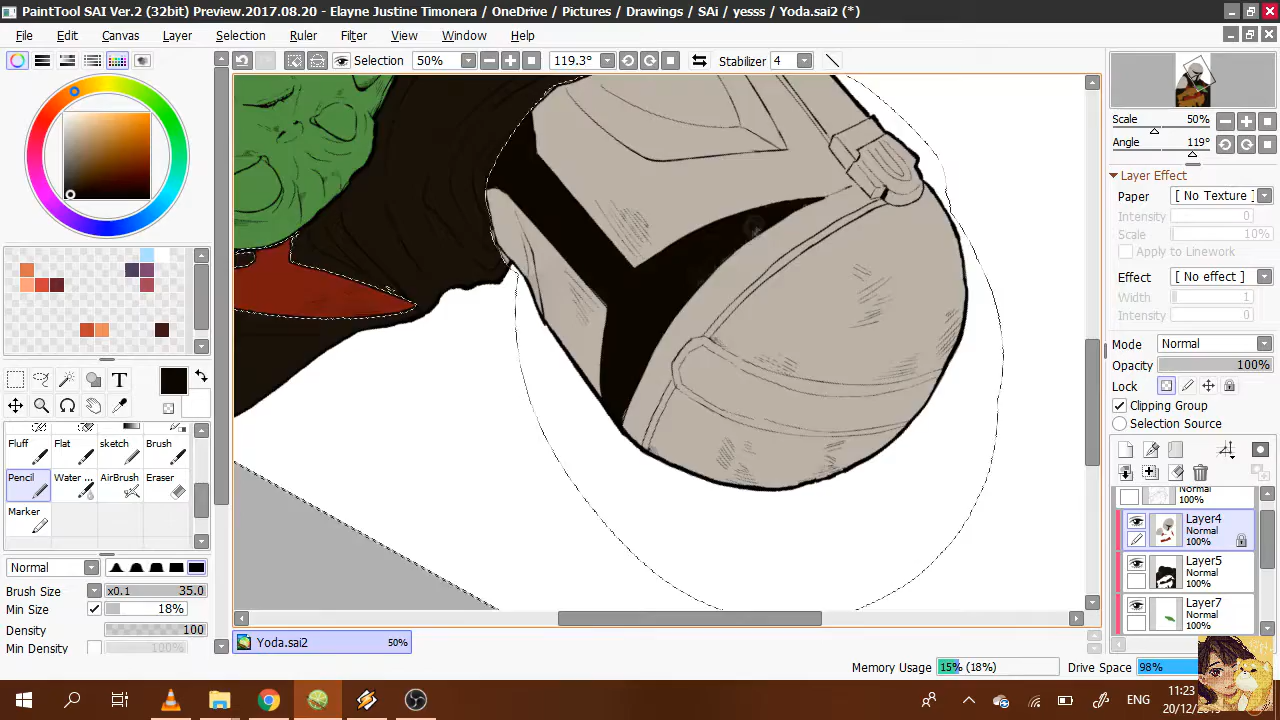 PaintTool SAI Ver.2 (32bit) Preview.2017.08.20 - Elayne Justine Timonera / OneDrive / Pictures / Drawings / SAi / yesss / Yoda.sai2 (*)
File Edit Canvas Layer Selection Ruler Filter View Window Help
Selection 50% 119.3° Stabilizer 4
Scale 50%
Angle 119°
Layer Effect
Paper [ No Texture ]
Intensity 0
Scale 10%
Apply to Linework
Effect [ No effect ]
Width 1
Intensity 0
Mode Normal
Opacity 100%
Lock
Clipping Group
Selection Source
Normal
100%
Layer4
Normal
100%
Layer5
Normal
100%
Layer7
Normal
100%
T
Fluff Flat sketch Brush
Pencil Water ... AirBrush Eraser
Marker
Normal
Brush Size x0.1 35.0
Min Size 18%
Density 100
Min Density 100%
Yoda.sai2 50%
Memory Usage 15% (18%) Drive Space 98%
ENG
11:23